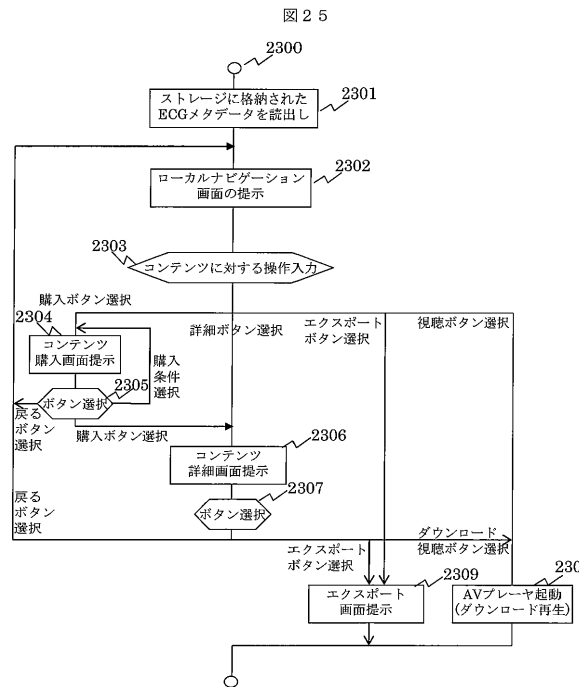 図２５
2300
ストレージに格納された
ECGメタデータを読出し
2301
ローカルナビゲーション
画面の提示
2302
2303
コンテンツに対する操作入力
購入ボタン選択
詳細ボタン選択
エクスポート
ボタン選択
視聴ボタン選択
2304
コンテンツ
購入画面提示
購入
条件
選択
2305
ボタン選択
戻る
ボタン
選択
購入ボタン選択
2306
コンテンツ
詳細画面提示
2307
ボタン選択
戻る
ボタン
選択
エクスポート
ボタン選択
ダウンロード
視聴ボタン選択
2309
エクスポート
画面提示
230
AVプレーヤ起動
(ダウンロード再生)